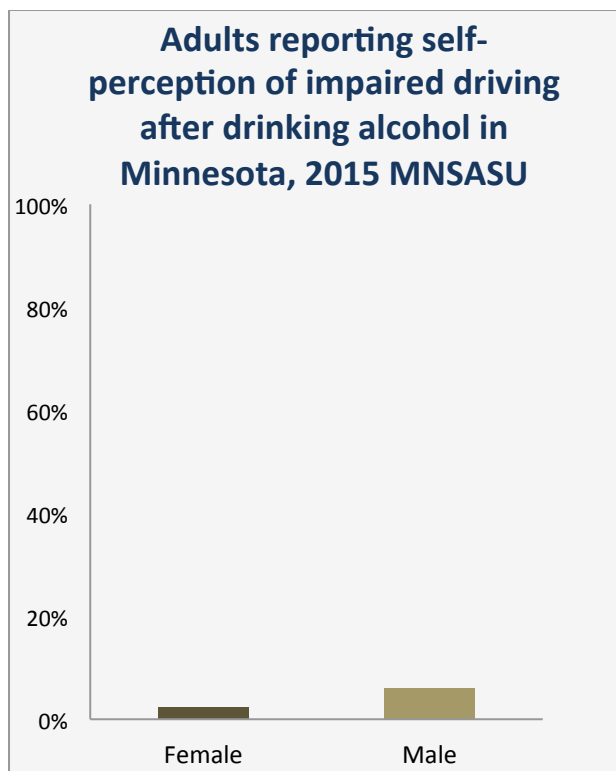 Adults reporting self-
perception of impaired driving
after drinking alcohol in
Minnesota, 2015 MNSASU
100%
80%
60%
40%
20%
0%
Female Male